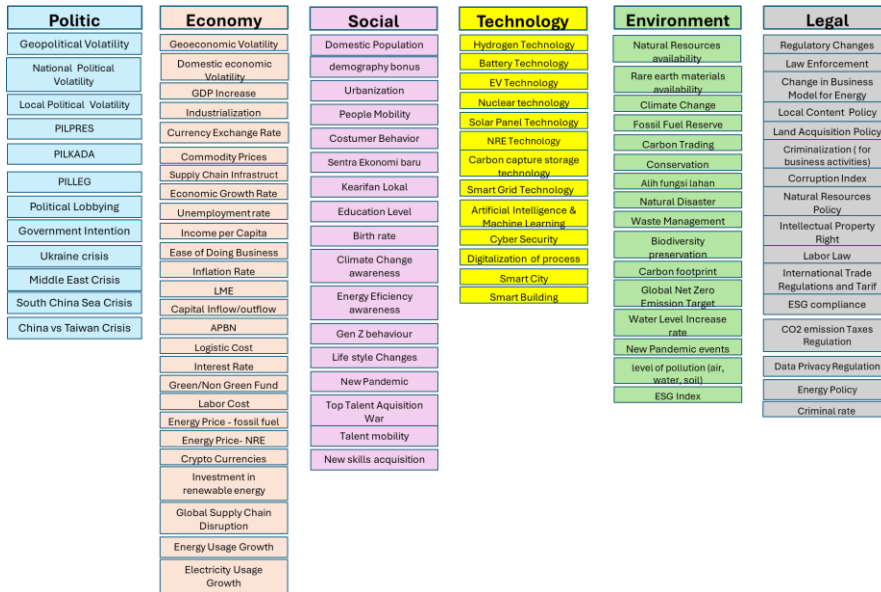 Politic
Geopolitical Volatility
National Political
Volatility
Local Political Volatility
PILPRES
PILKADA
PILLEG
Political Lobbying
Government Intention
Ukraine crisis
Middle East Crisis
South China Sea Crisis
China vs Taiwan Crisis
Economy
Geoeconomic Volatility
Domestic economic
Volatility
GDP Increase
Industrialization
Currency Exchange Rate
Commodity Prices
Supply Chain Infrastruct
Economic Growth Rate
Unemployment rate
Income per Capita
Ease of Doing Business
Inflation Rate
LME
Capital Inflow/outflow
APBN
Logistic Cost
Interest Rate
Green/Non Green Fund
Labor Cost
Energy Price - fossil fuel
Energy Price- NRE
Crypto Currencies
Investment in
renewable energy
Global Supply Chain
Disruption
Energy Usage Growth
Electricity Usage
Growth
Social
Domestic Population
demography bonus
Urbanization
People Mobility
Costumer Behavior
Sentra Ekonomi baru
Kearifan Lokal
Education Level
Birth rate
Climate Change
awareness
Energy Eficiency
awareness
Gen Z behaviour
Life style Changes
New Pandemic
Top Talent Aquisition
War
Talent mobility
New skills acquisition
Technology
Hydrogen Technology
Battery Technology
EV Technology
Nuclear technology
Solar Panel Technology
NRE Technology
Carbon capture storage
technology
Smart Grid Technology
Artificial Intelligence &
Machine Learning
Cyber Security
Digitalization of process
Smart City
Smart Building
Environment
Natural Resources
availability
Rare earth materials
availability
Climate Change
Fossil Fuel Reserve
Carbon Trading
Conservation
Alih fungsi lahan
Natural Disaster
Waste Management
Biodiversity
preservation
Carbon footprint
Global Net Zero
Emission Target
Water Level Increase
rate
New Pandemic events
level of pollution (air,
water, soil)
ESG Index
Legal
Regulatory Changes
Law Enforcement
Change in Business
Model for Energy
Local Content Policy
Land Acquisition Policy
Criminalization ( for
business activities)
Corruption Index
Natural Resources
Policy
Intellectual Property
Right
Labor Law
International Trade
Regulations and Tarif
ESG compliance
CO2 emission Taxes
Regulation
Data Privacy Regulation
Energy Policy
Criminal rate